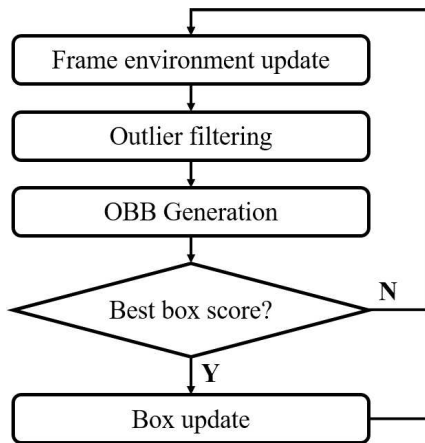 Frame environment update
Outlier filtering
OBB Generation
Best box score?
N
Y
Box update